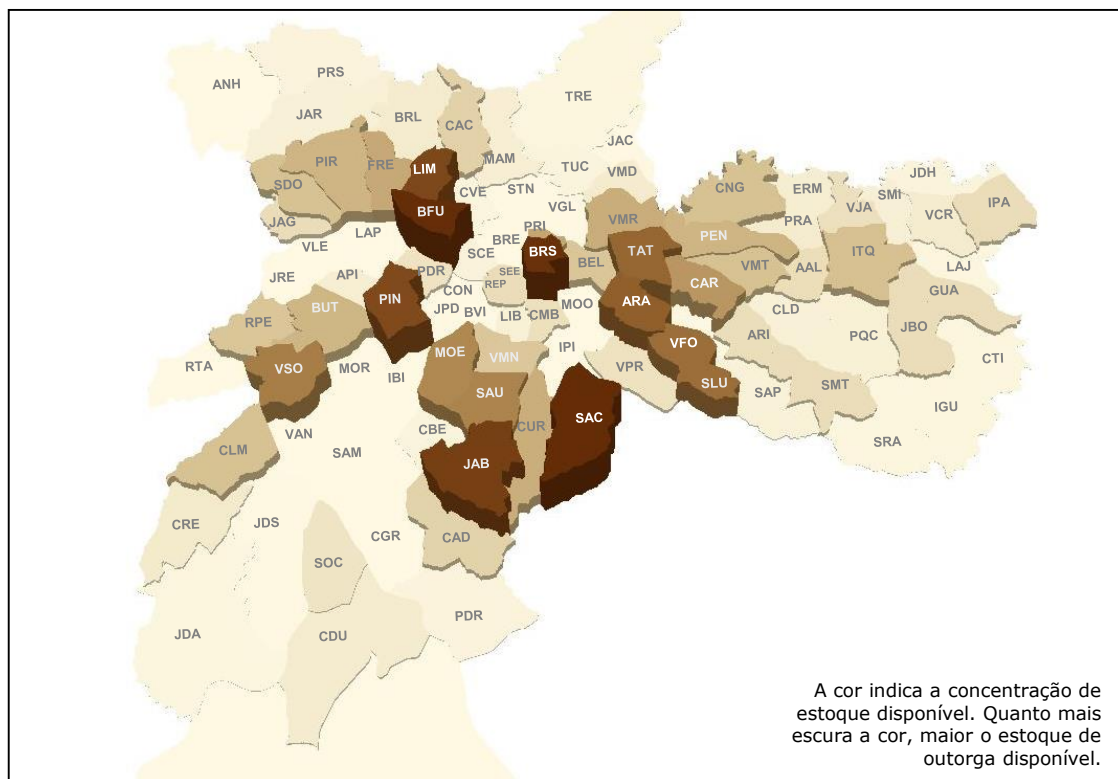 PRS
ANH
TRE
JAR
BRL
CAC
JAC
MAM
PIR
FRE
LIM
TUC
VMD
SDO
CVE
STN
CNG
ERM
JDH
SMI
IPA
BFU
VGL
VJA
VCR
JAG
VMR
PRA
PRI
LAP
VLE
BRE
PEN
SCE
BRS
TAT
ITQ
BEL
AAL
LAJ
VMT
API
PDR
SEE
JRE
REP
CAR
CON
GUA
PIN
ARA
MOO
BUT
JPD
BVI
LIB
CMB
CLD
RPE
JBO
ARI
PQC
VFO
IPI
MOE
VMN
CTI
RTA
VSO
MOR
VPR
IBI
SLU
SMT
SAU
SAP
IGU
SAC
CBE
CUR
VAN
SRA
CLM
SAM
JAB
CRE
JDS
CGR
CAD
SOC
PDR
JDA
CDU
A cor indica a concentração de
estoque disponível. Quanto mais
escura a cor, maior o estoque de
outorga disponível.